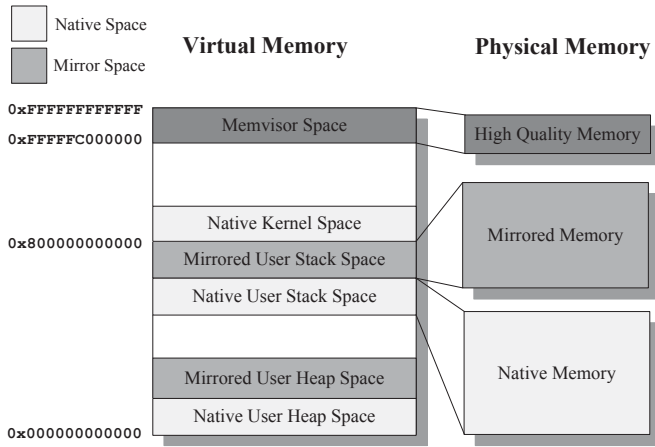 Native Space
Mirror Space
Virtual Memory
Physical Memory
0xFFFFFFFFFFFF
0xFFFFFC000000
0x800000000000
0x000000000000
Memvisor Space
Native Kernel Space
Mirrored User Stack Space
Native User Stack Space
Mirrored User Heap Space
Native User Heap Space
High Quality Memory
Mirrored Memory
Native Memory